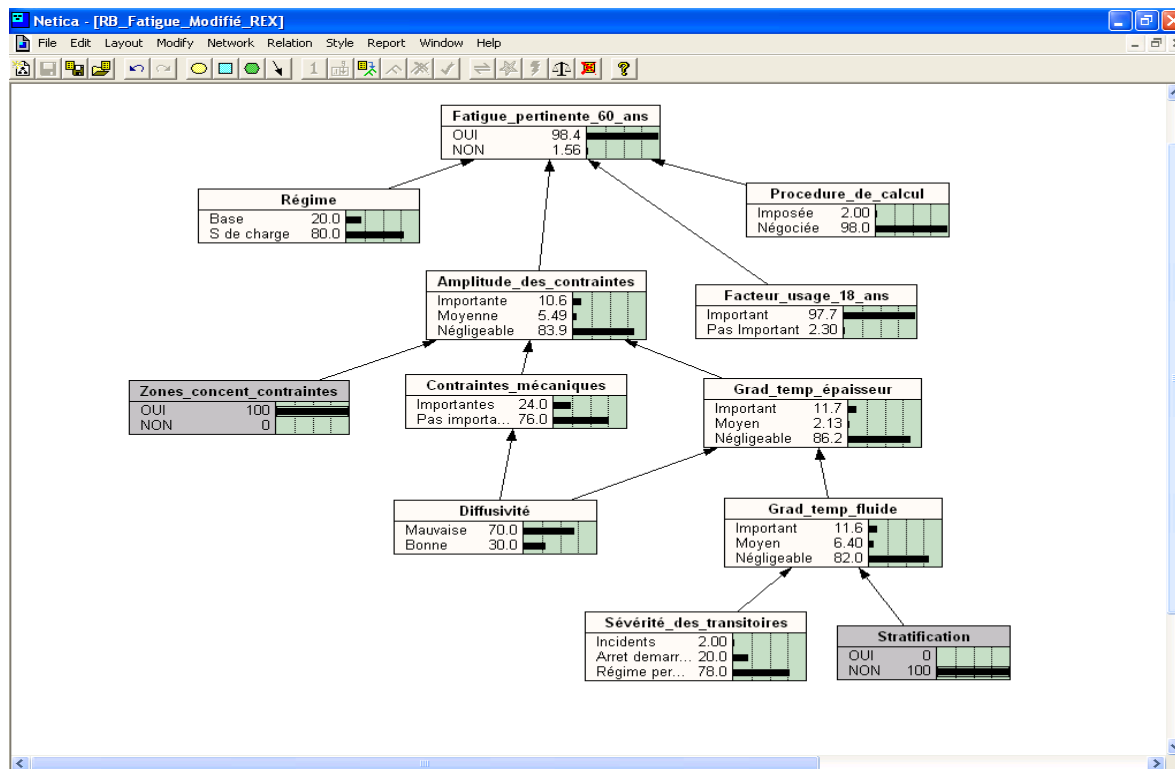 Netica - [RB_Fatigue_Modifié_REX]
File Edit Layout Modify Network Relation Style Report Window Help
Fatigue_pertinente_60_ans
OUI 98.4
NON 1.56
Régime
Base 20.0
S de charge 80.0
Procedure_de_calcul
Imposée 2.00
Négociée 98.0
Amplitude_des_contraintes
Importante 10.6
Moyenne 5.49
Négligeable 83.9
Facteur_usage_18_ans
Important 97.7
Pas Important 2.30
Zones_concent_contraintes
OUI 100
NON 0
Contraintes_mécaniques
Importantes 24.0
Pas importa... 76.0
Grad_temp_épaisseur
Important 11.7
Moyen 2.13
Négligeable 86.2
Diffusivité
Mauvaise 70.0
Bonne 30.0
Grad_temp_fluide
Important 11.6
Moyen 6.40
Négligeable 82.0
Sévérité_des_transitoires
Incidents 2.00
Arret demarr... 20.0
Régime per... 78.0
Stratification
OUI 0
NON 100